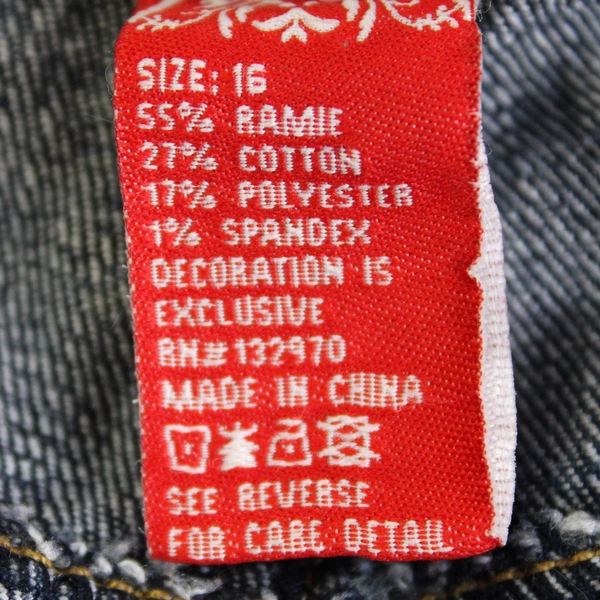 SIZE: 16
55% RAMIE
27% COTTON
17% POLYESTER
1% SPANDEX
DECORATION IS
EXCLUSIVE
RN#132970
MADE IN CHINA
SEE REVERSE
FOR CARE DETAIL